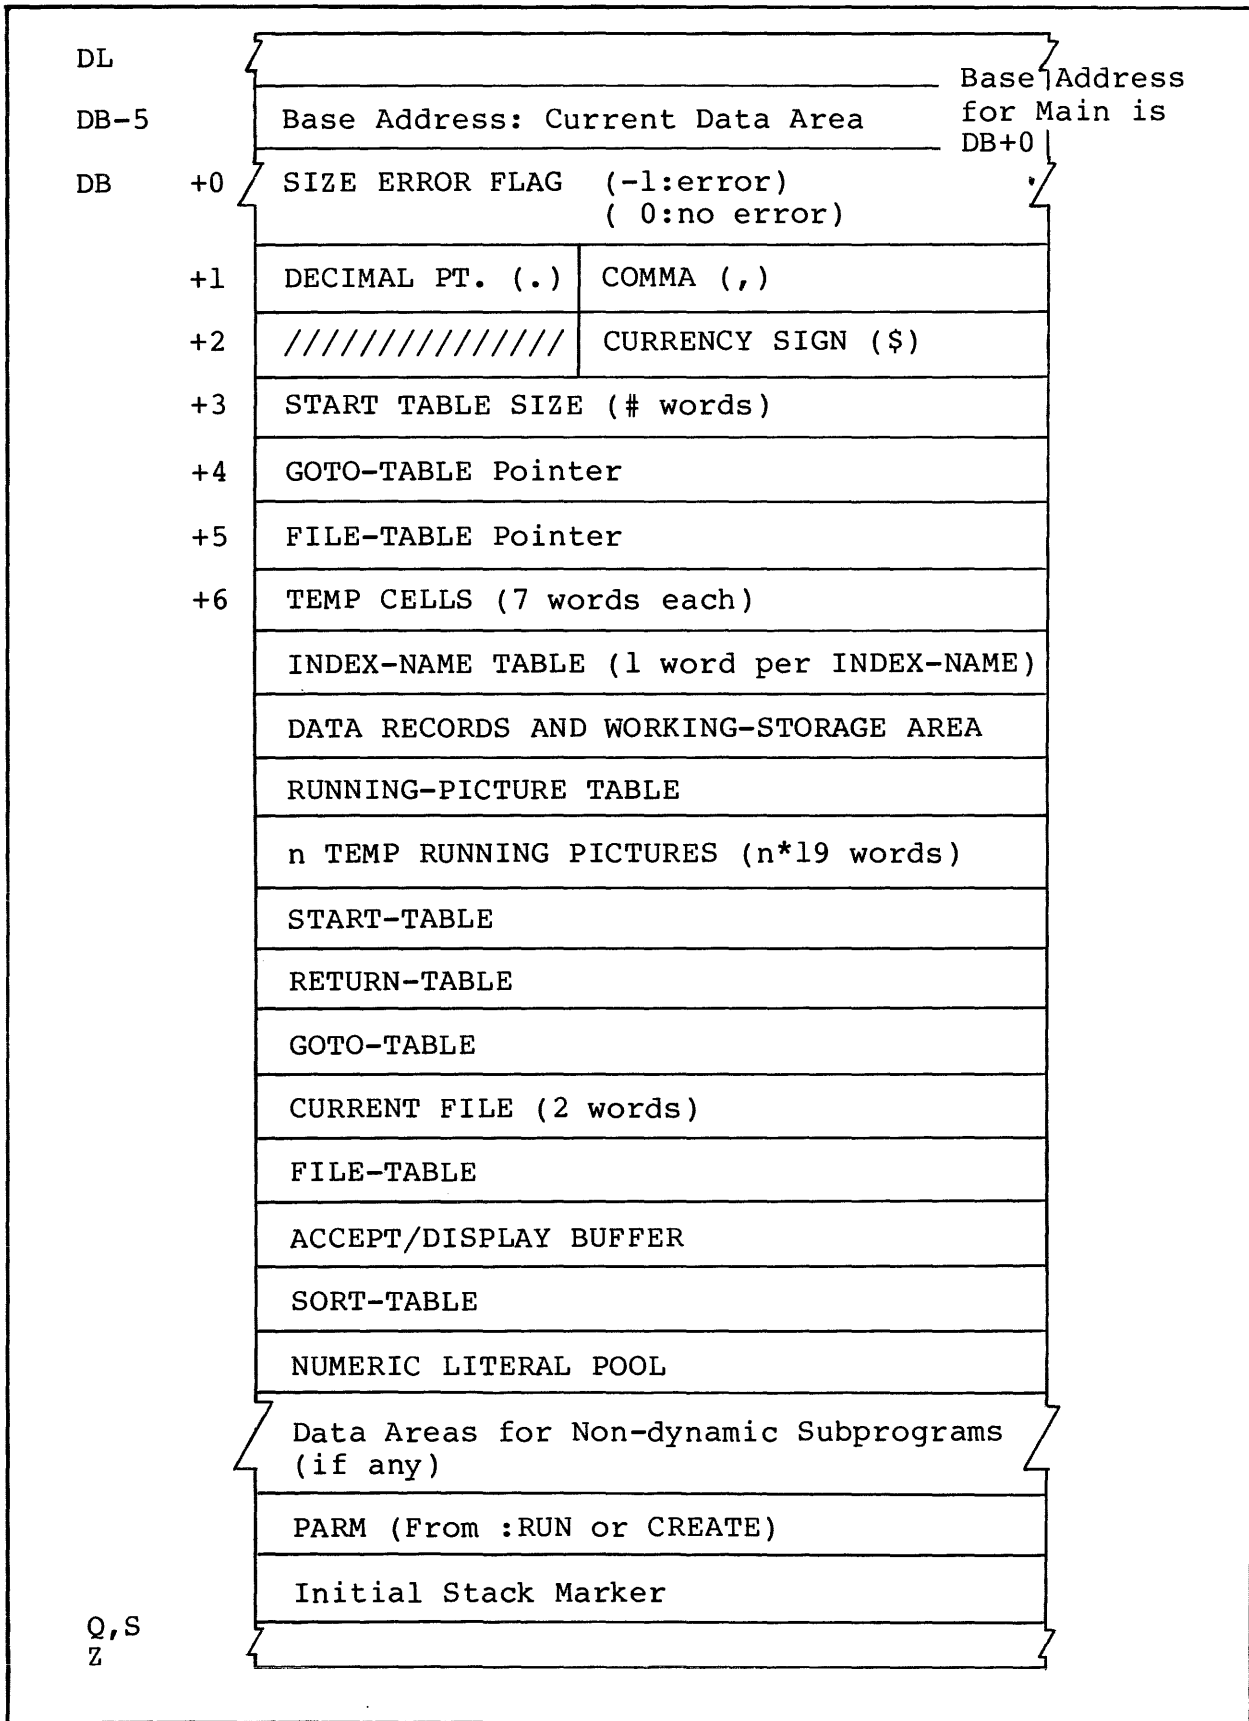 DL
Base Address
DB-5 Base Address: Current Data Area for Main is
DB+0
DB +0 SIZE ERROR FLAG (-1:error)
( 0:no error)
+1 DECIMAL PT. (.) COMMA (,)
+2 /////////////// CURRENCY SIGN ($)
+3 START TABLE SIZE (# words)
+4 GOTO-TABLE Pointer
+5 FILE-TABLE Pointer
+6 TEMP CELLS (7 words each)
INDEX-NAME TABLE (1 word per INDEX-NAME)
DATA RECORDS AND WORKING-STORAGE AREA
RUNNING-PICTURE TABLE
n TEMP RUNNING PICTURES (n*19 words)
START-TABLE
RETURN-TABLE
GOTO-TABLE
CURRENT FILE (2 words)
FILE-TABLE
ACCEPT/DISPLAY BUFFER
SORT-TABLE
NUMERIC LITERAL POOL
Data Areas for Non-dynamic Subprograms
(if any)
PARM (From :RUN or CREATE)
Initial Stack Marker
Q,S
Z